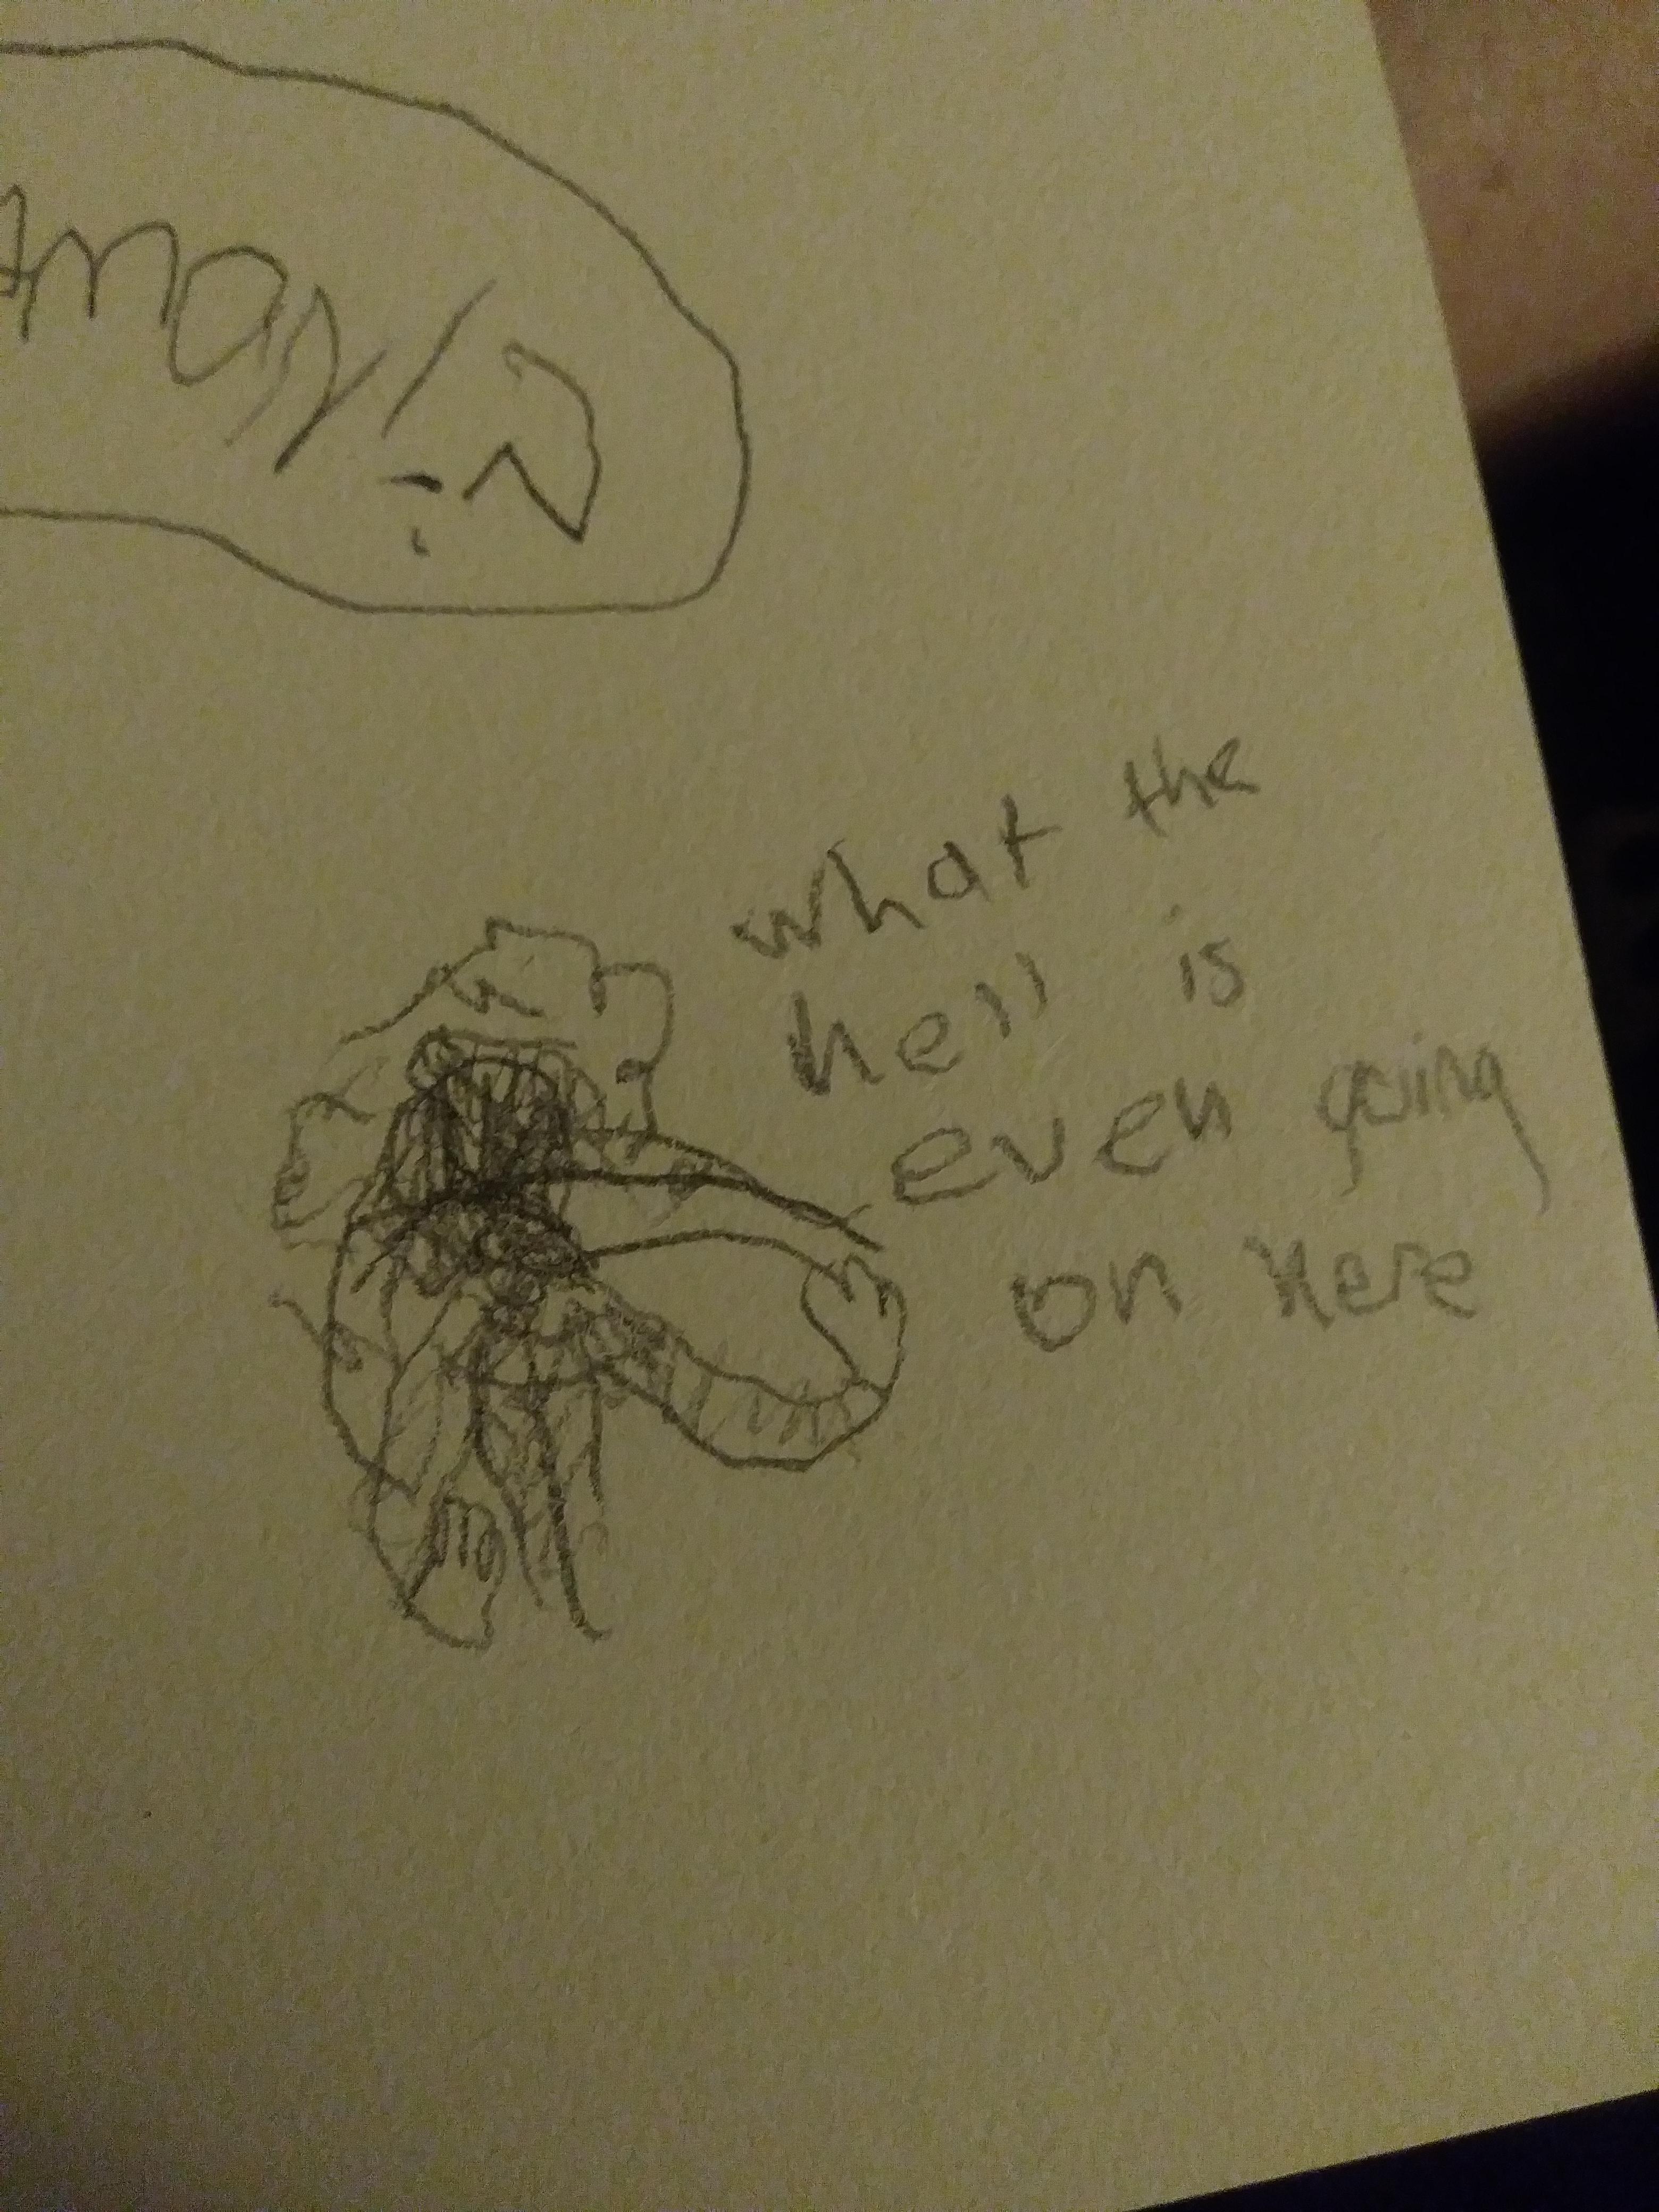 what the
hell is
even going
on here